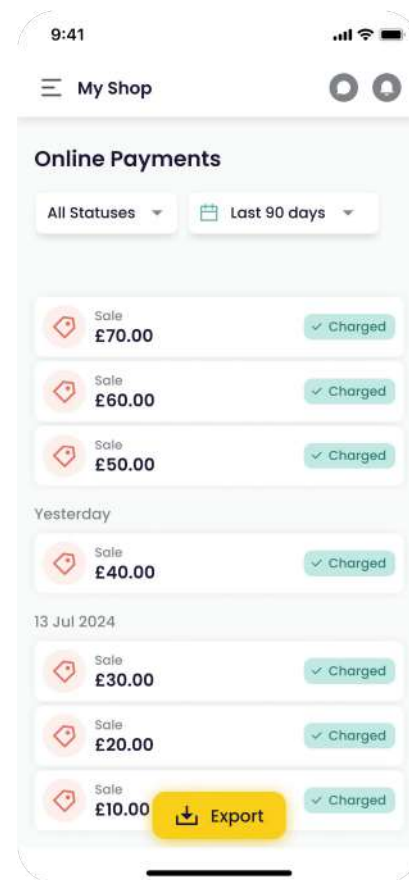 9:41
My Shop
Online Payments
All Statuses
Last 90 days
Sale
£70.00
Charged
Sale
£60.00
Charged
Sale
£50.00
Charged
Yesterday
Sale
£40.00
Charged
13 Jul 2024
Sale
£30.00
Charged
Sale
£20.00
Charged
Sale
£10.00
Charged
Export